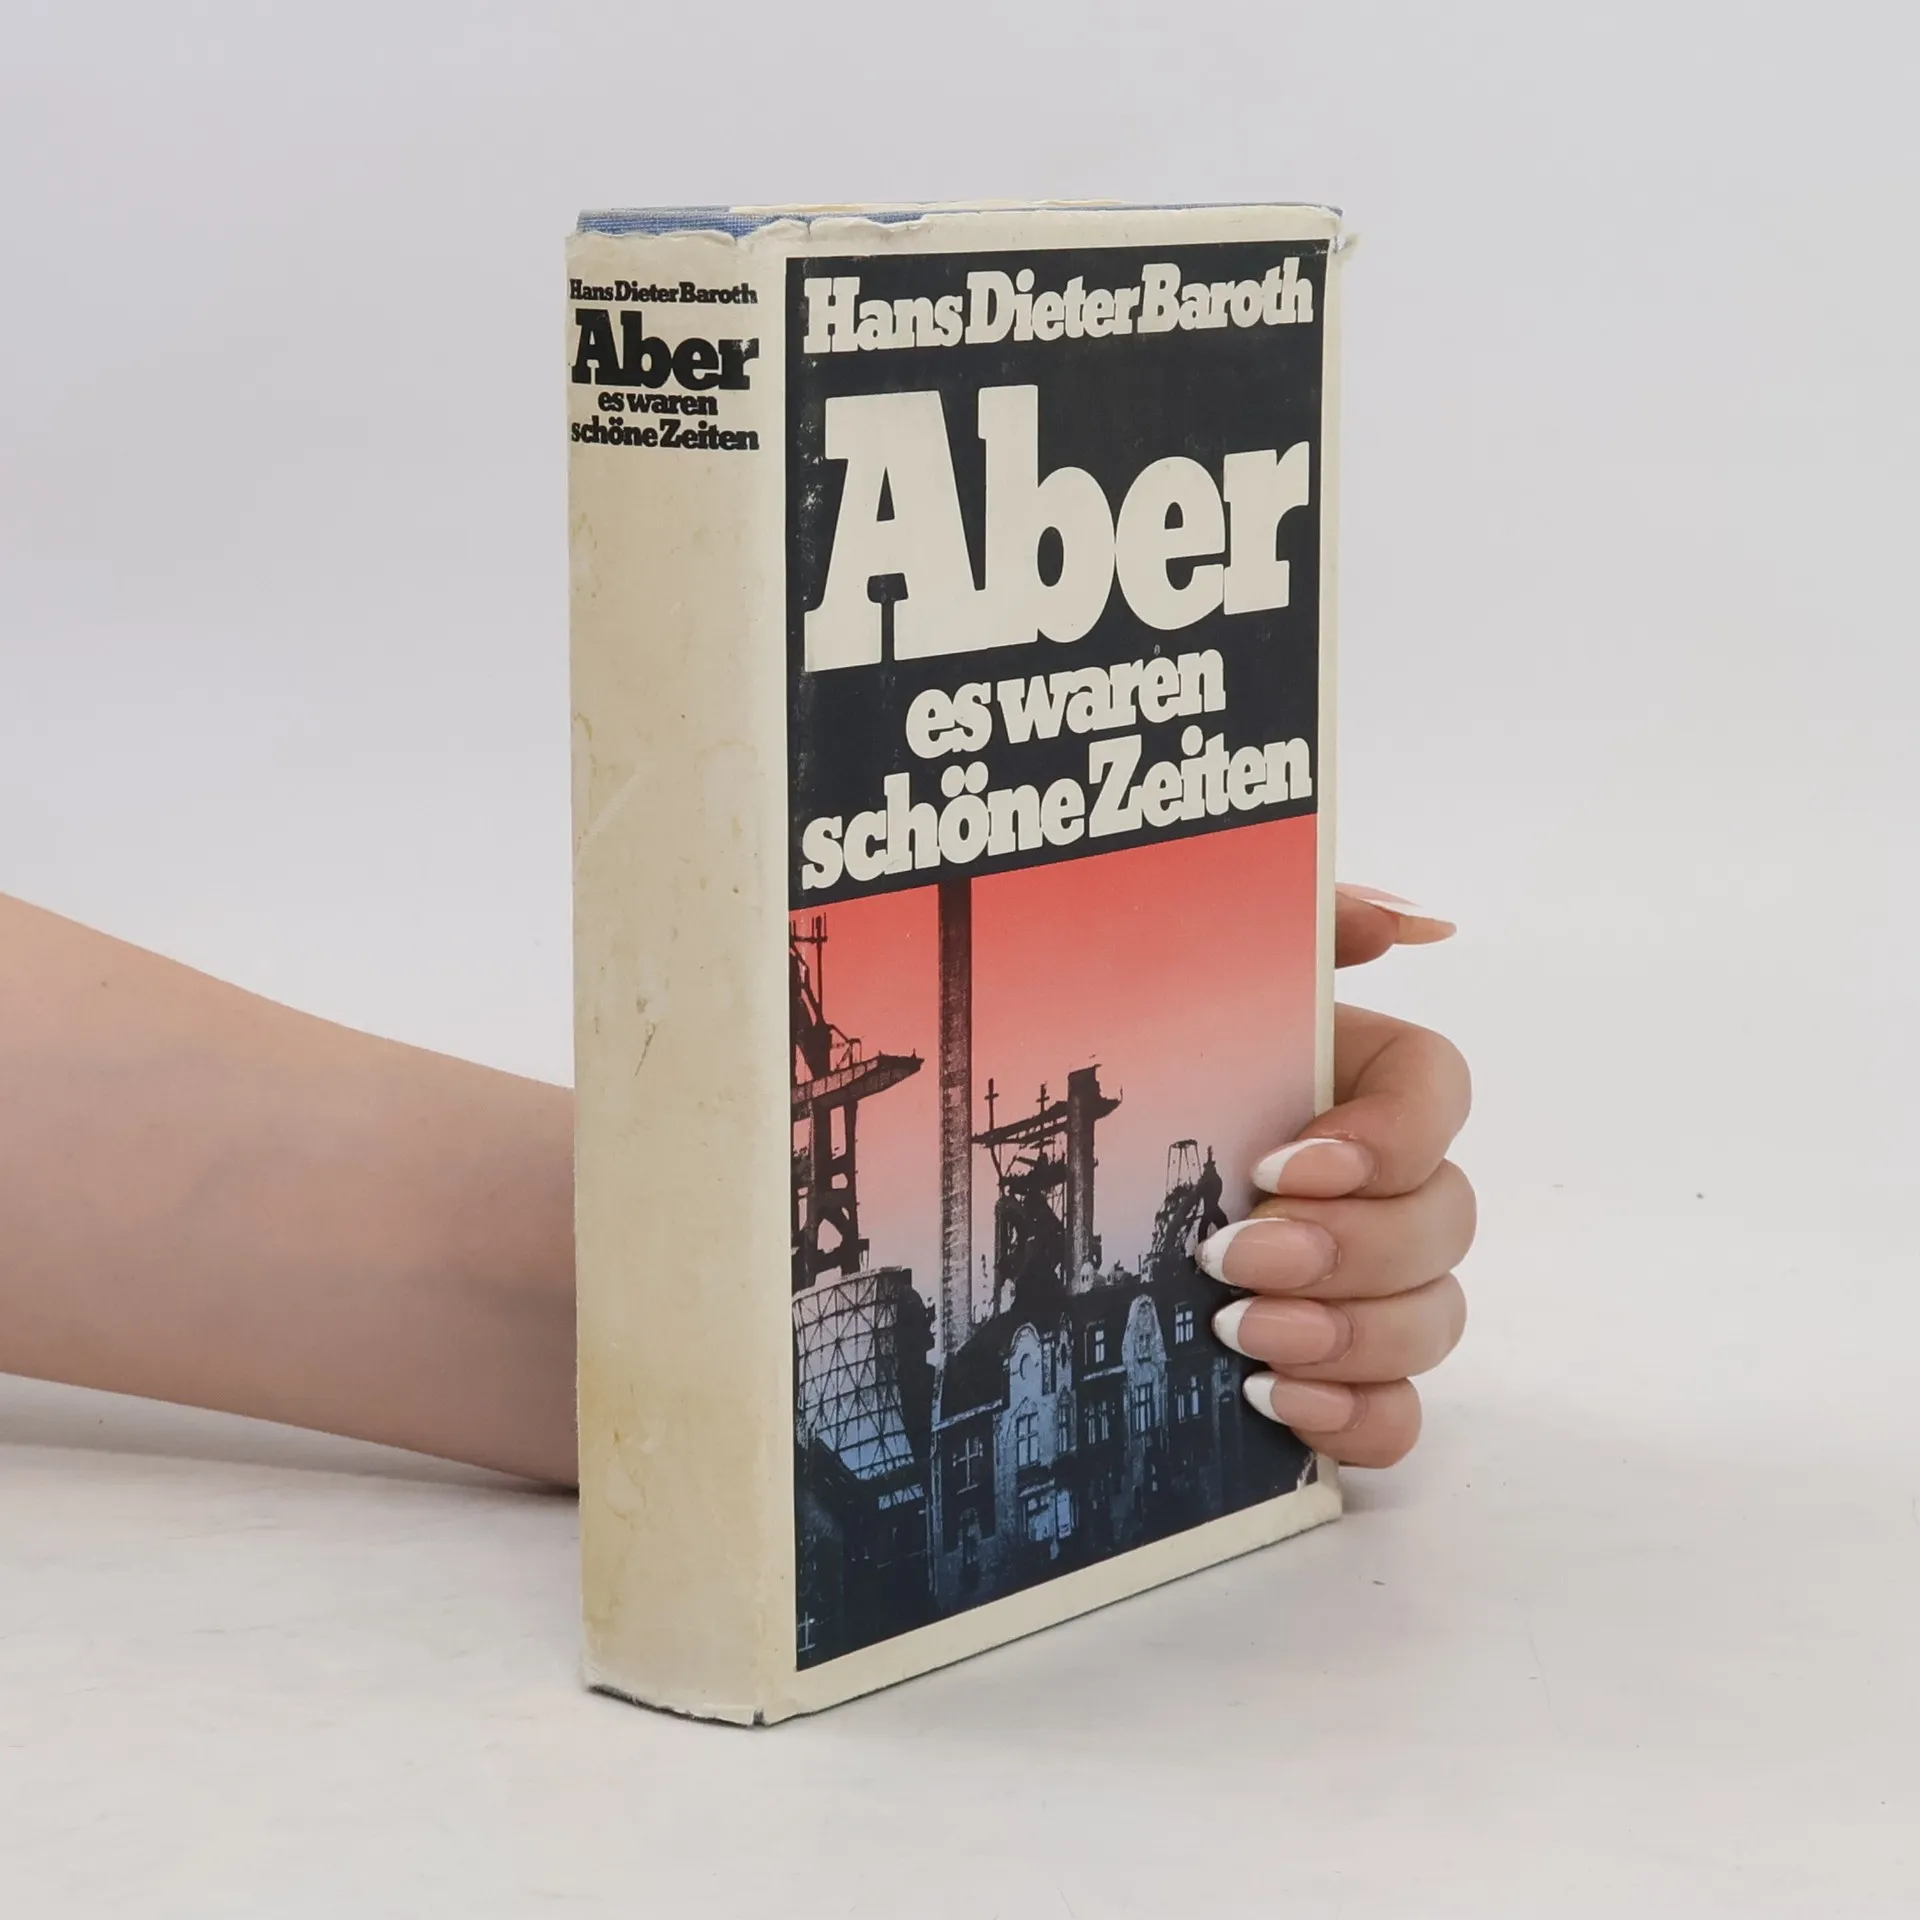 Hans Dieter Baroth
Aber
es waren
schöne Zeiten
Hans Dieter Baroth
Aber
es waren
schöne Zeiten